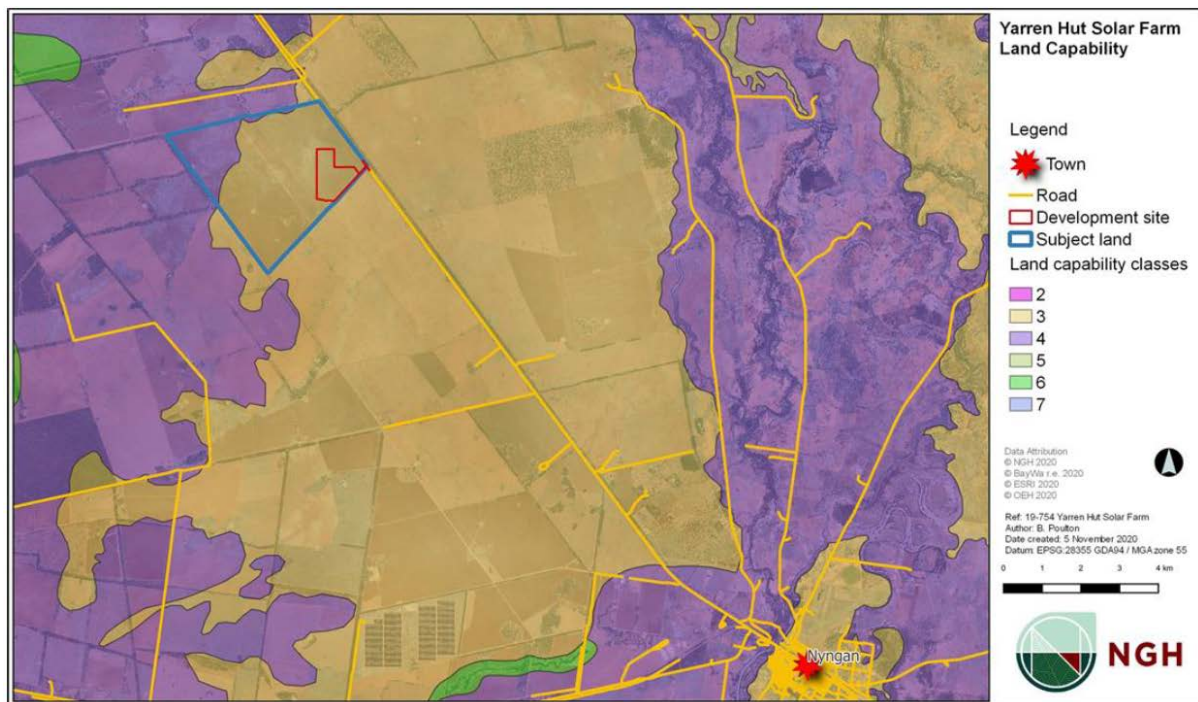 Yarren Hut Solar Farm
Land Capability
Legend
Town
Road
Development site
Subject land
Land capability classes
2
3
4
5
6
7
Data Attribution
© NGH 2020
© BayWa r.e. 2020
© ESRI 2020
© OEH 2020
Ref: 19-754 Yarren Hut Solar Farm
Author: B. Poulton
Date created: 5 November 2020
Datum: EPSG:28355 GDA94 / MGA zone 55
0 1 2 3 4 km
NGH
Nyngan